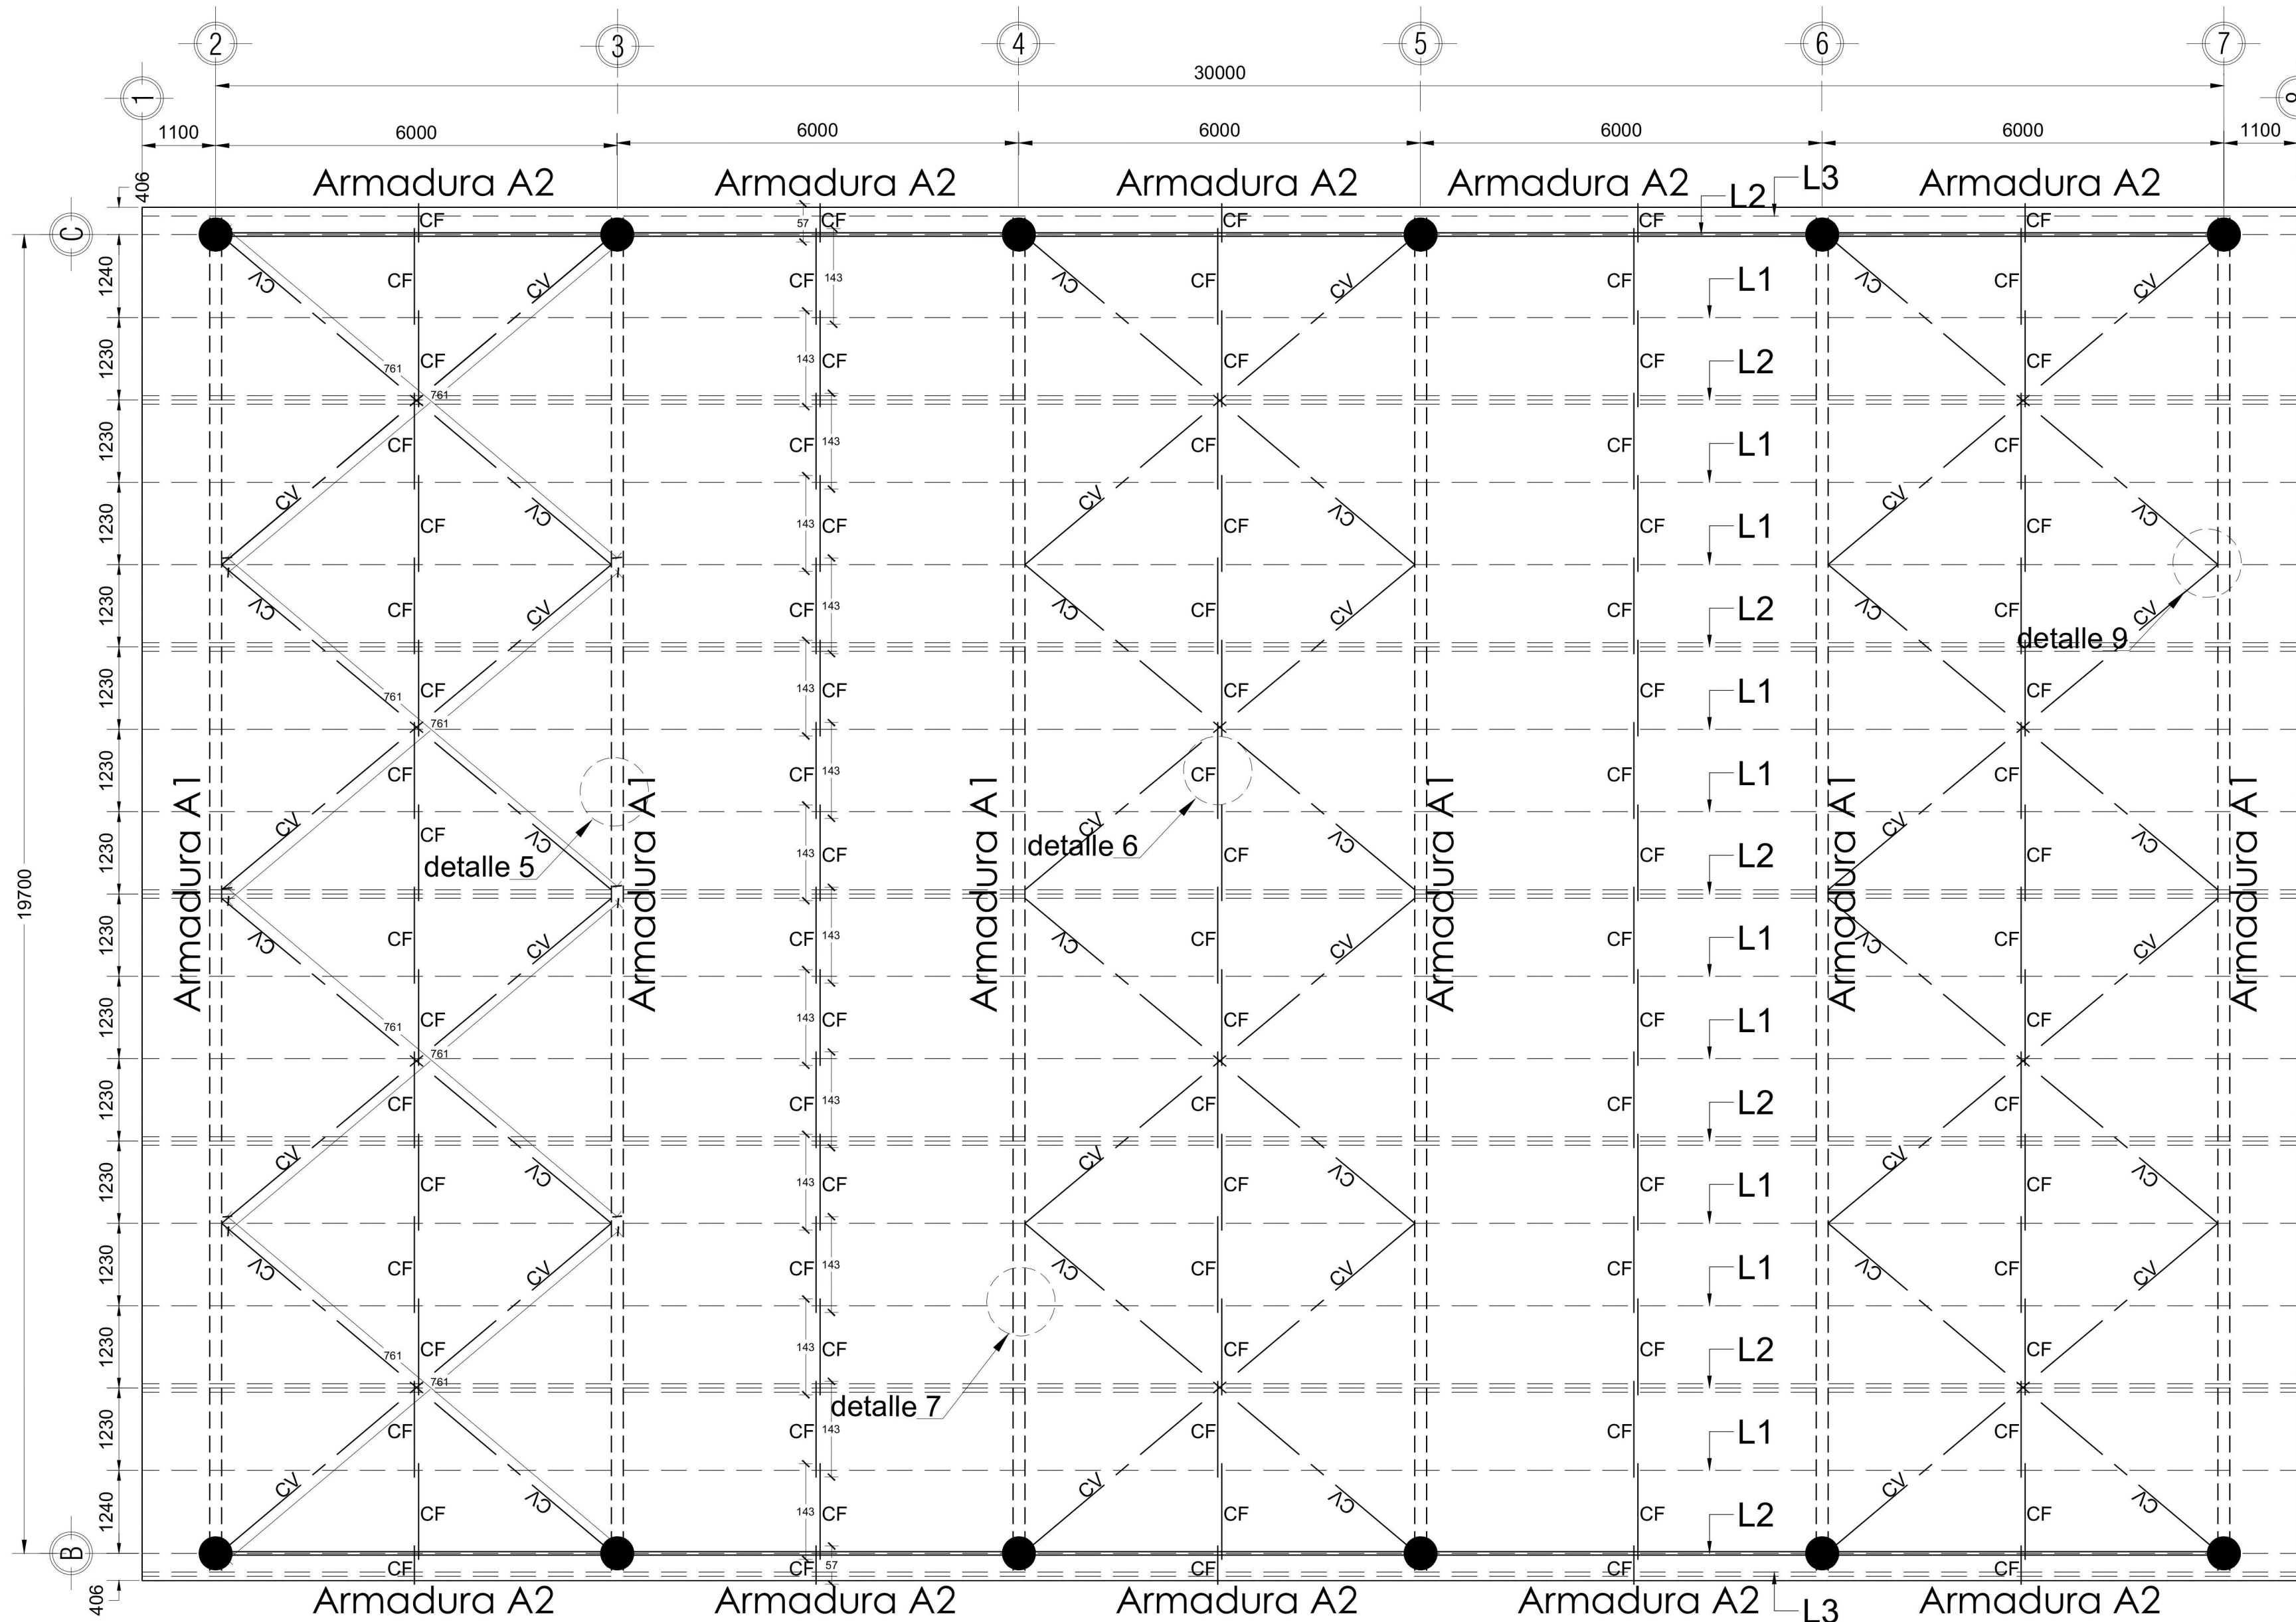 2 3 4 5 6 7
30000
1
1100 6000 6000 6000 6000 6000 1100
406
Armadura A2 Armadura A2 Armadura A2 Armadura A2 L2 L3 Armadura A2
C
CF 57 CF CF CF CF
1240 CV CF CV CF 143 CV CF CV CF L1 CV CF CV
1230 761 CF 143 CF CF CF L2 CF
761
1230 CF CF 143 CF CF L1 CF
1230 CV CF CV 143 CF CV CF CV CF L1 CV CF CV
1230 CV CF CV CF 143 CV CF CV CF L2 CV CF CV
detalle 9
1230 761 CF 143 CF CF CF L1 CF
761
1230 CF CF 143 CF CF L1 CF
1230 CV CF CV 143 CF CV CF CV CF L2 CV CF CV
detalle 5
detalle 6
Armadura A1 Armadura A1 Armadura A1 Armadura A1 Armadura A1 Armadura A1
19700
1230 CV CF CV CF 143 CV CF CV CF L1 CV CF CV
1230 761 CF 143 CF CF CF L1 CF
761
1230 CF CF 143 CF CF L2 CF
1230 CV CF CV 143 CF CV CF CV CF L1 CV CF CV
1230 CV CF CV CF 143 CV CF CV CF L1 CV CF CV
1230 761 CF 143 CF CF CF L2 CF
761
detalle 7
1230 CF CF 143 CF CF L1 CF
1240 CV CF CV 143 CF CV CF CV CF L2 CV CF CV
B
CF CF 57 CF CF CF
406
Armadura A2 Armadura A2 Armadura A2 Armadura A2 L3 Armadura A2